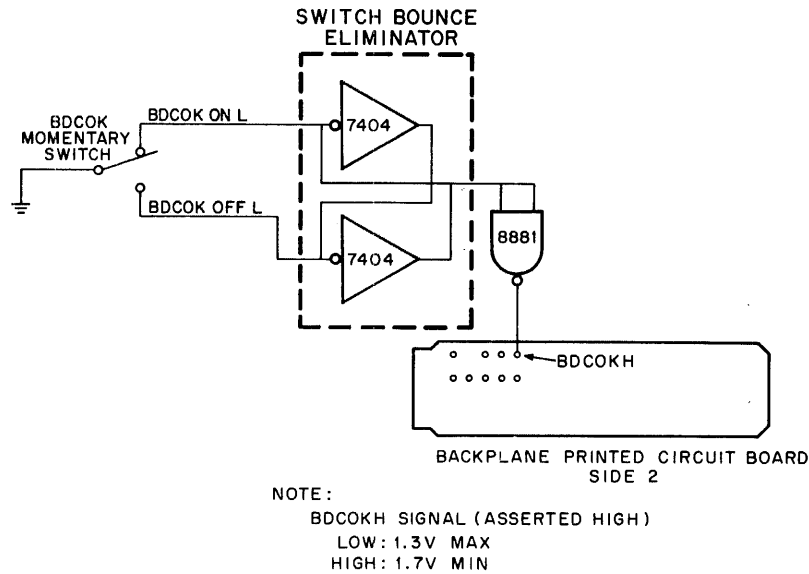 SWITCH BOUNCE
ELIMINATOR
BDCOK
MOMENTARY
SWITCH
BDCOK ON L
7404
BDCOK OFF L
7404
8881
BDCOKH
BACKPLANE PRINTED CIRCUIT BOARD
SIDE 2
NOTE:
BDCOKH SIGNAL (ASSERTED HIGH)
LOW: 1.3V MAX
HIGH: 1.7V MIN